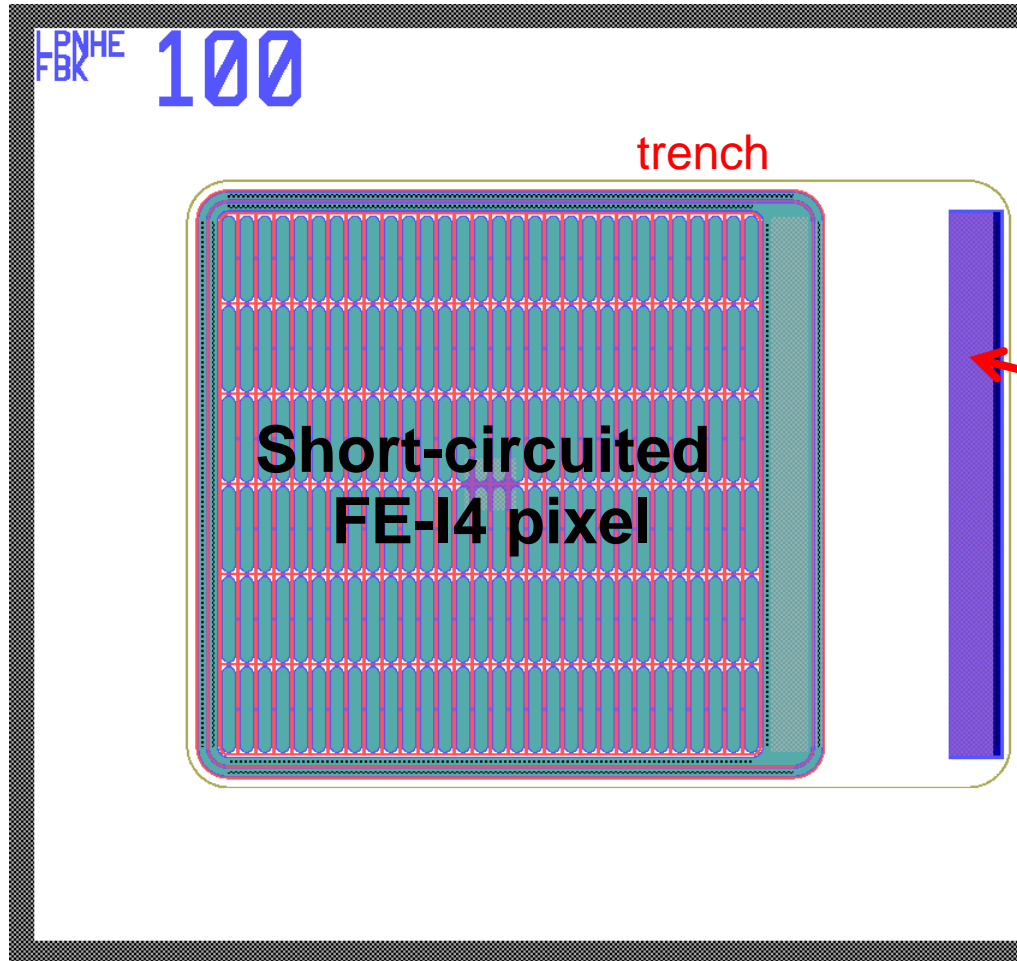 LPNHE
FBK
100
trench
Short-circuited
FE-I4 pixel